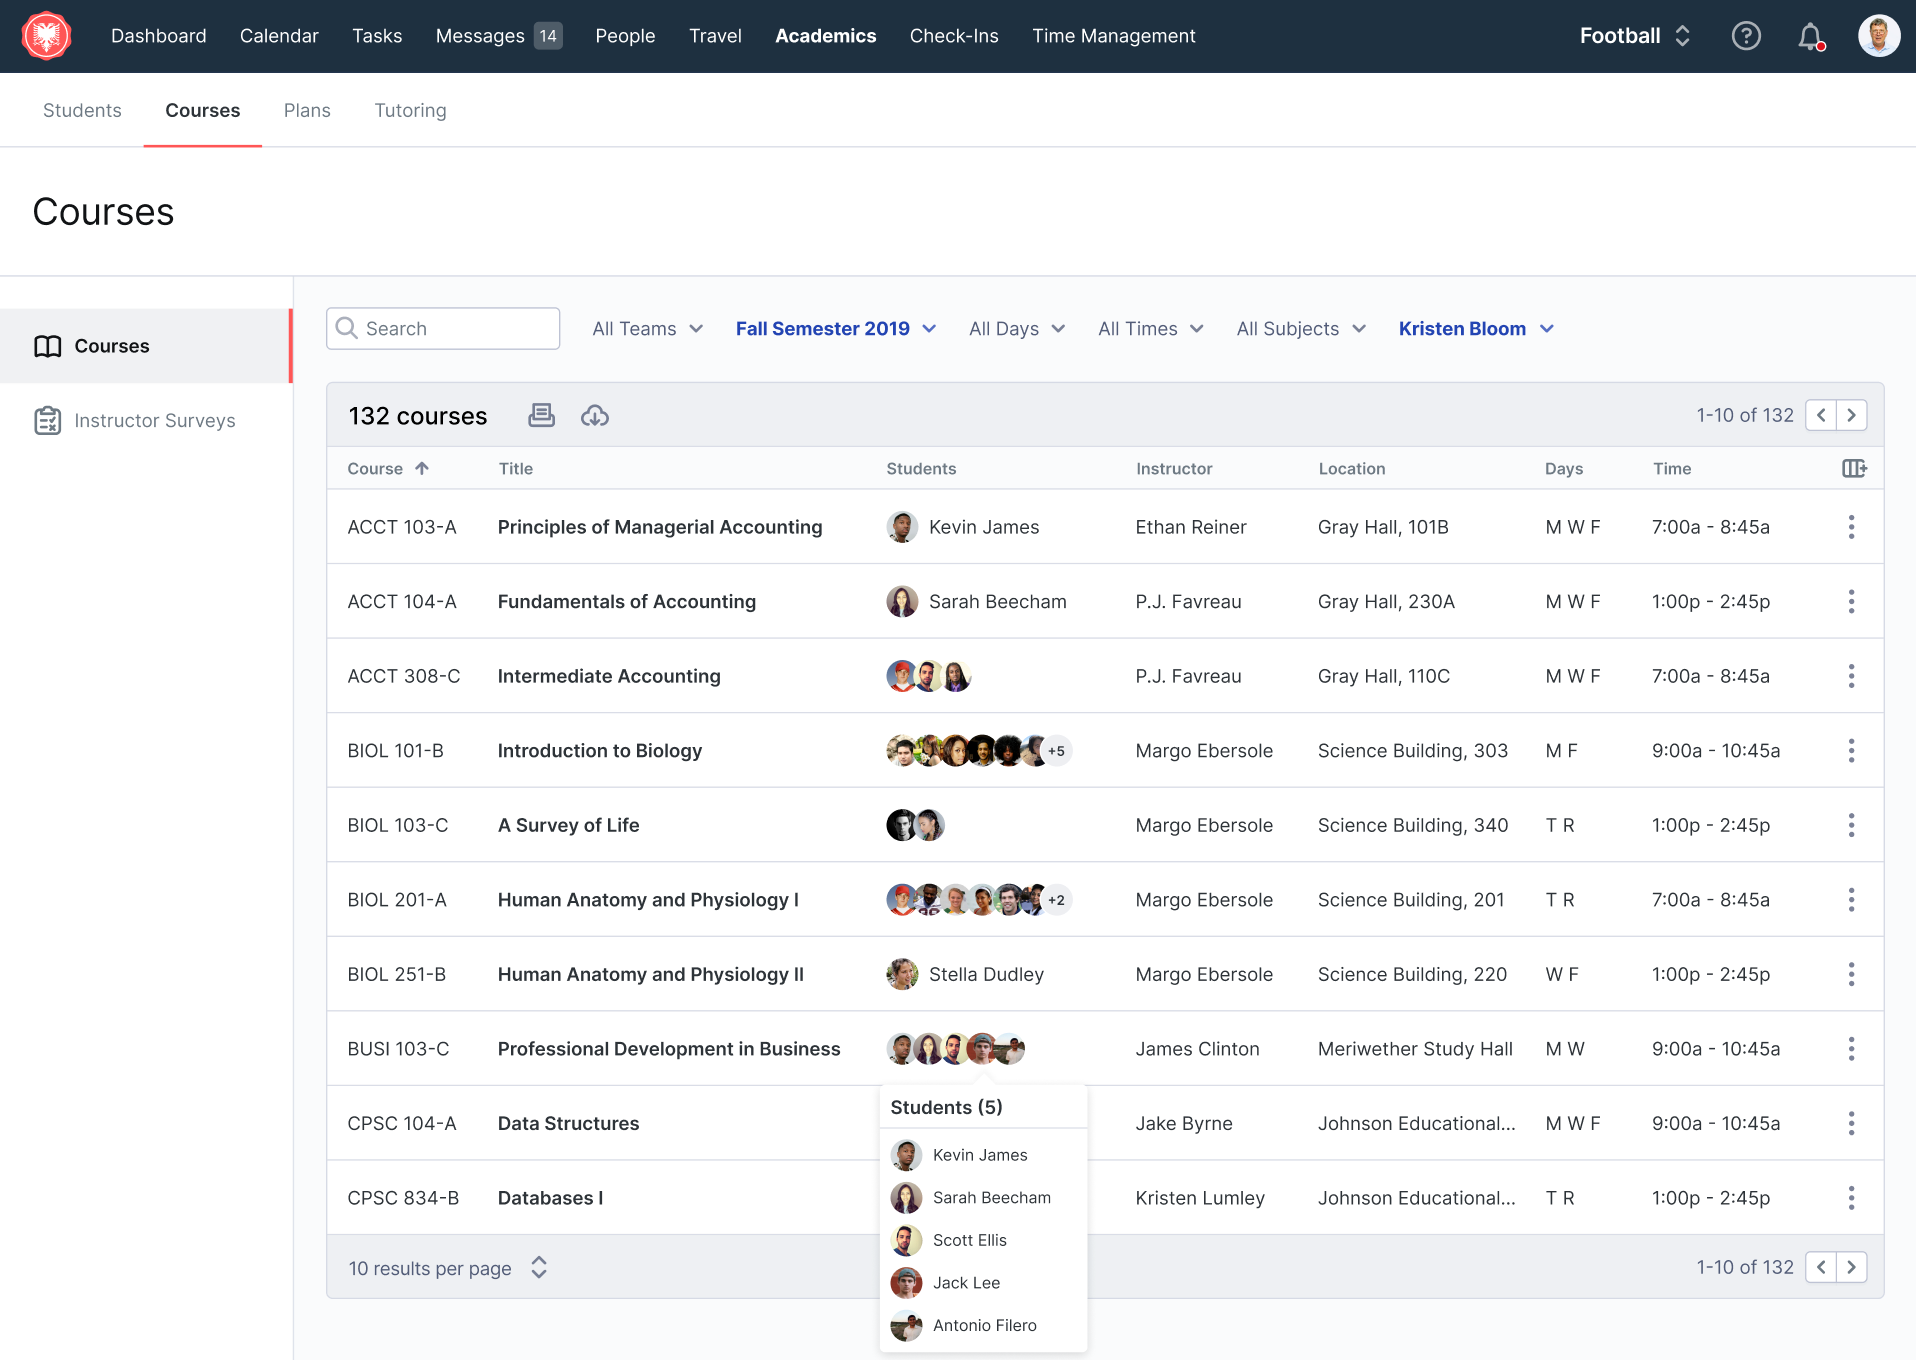 Dashboard Calendar Tasks Messages 14 People Travel Academics Check-Ins Time Management Football
Students Courses Plans Tutoring
Courses
Courses
Instructor Surveys
Search All Teams Fall Semester 2019 All Days All Times All Subjects Kristen Bloom
132 courses 1-10 of 132
Course Title Students Instructor Location Days Time
ACCT 103-A Principles of Managerial Accounting Kevin James Ethan Reiner Gray Hall, 101B M W F 7:00a - 8:45a
ACCT 104-A Fundamentals of Accounting Sarah Beecham P.J. Favreau Gray Hall, 230A M W F 1:00p - 2:45p
ACCT 308-C Intermediate Accounting P.J. Favreau Gray Hall, 110C M W F 7:00a - 8:45a
BIOL 101-B Introduction to Biology +5 Margo Ebersole Science Building, 303 M F 9:00a - 10:45a
BIOL 103-C A Survey of Life Margo Ebersole Science Building, 340 T R 1:00p - 2:45p
BIOL 201-A Human Anatomy and Physiology I +2 Margo Ebersole Science Building, 201 T R 7:00a - 8:45a
BIOL 251-B Human Anatomy and Physiology II Stella Dudley Margo Ebersole Science Building, 220 W F 1:00p - 2:45p
BUSI 103-C Professional Development in Business James Clinton Meriwether Study Hall M W 9:00a - 10:45a
CPSC 104-A Data Structures Jake Byrne Johnson Educational... M W F 9:00a - 10:45a
CPSC 834-B Databases I Kristen Lumley Johnson Educational... T R 1:00p - 2:45p
Students (5)
Kevin James
Sarah Beecham
Scott Ellis
Jack Lee
Antonio Filero
10 results per page 1-10 of 132